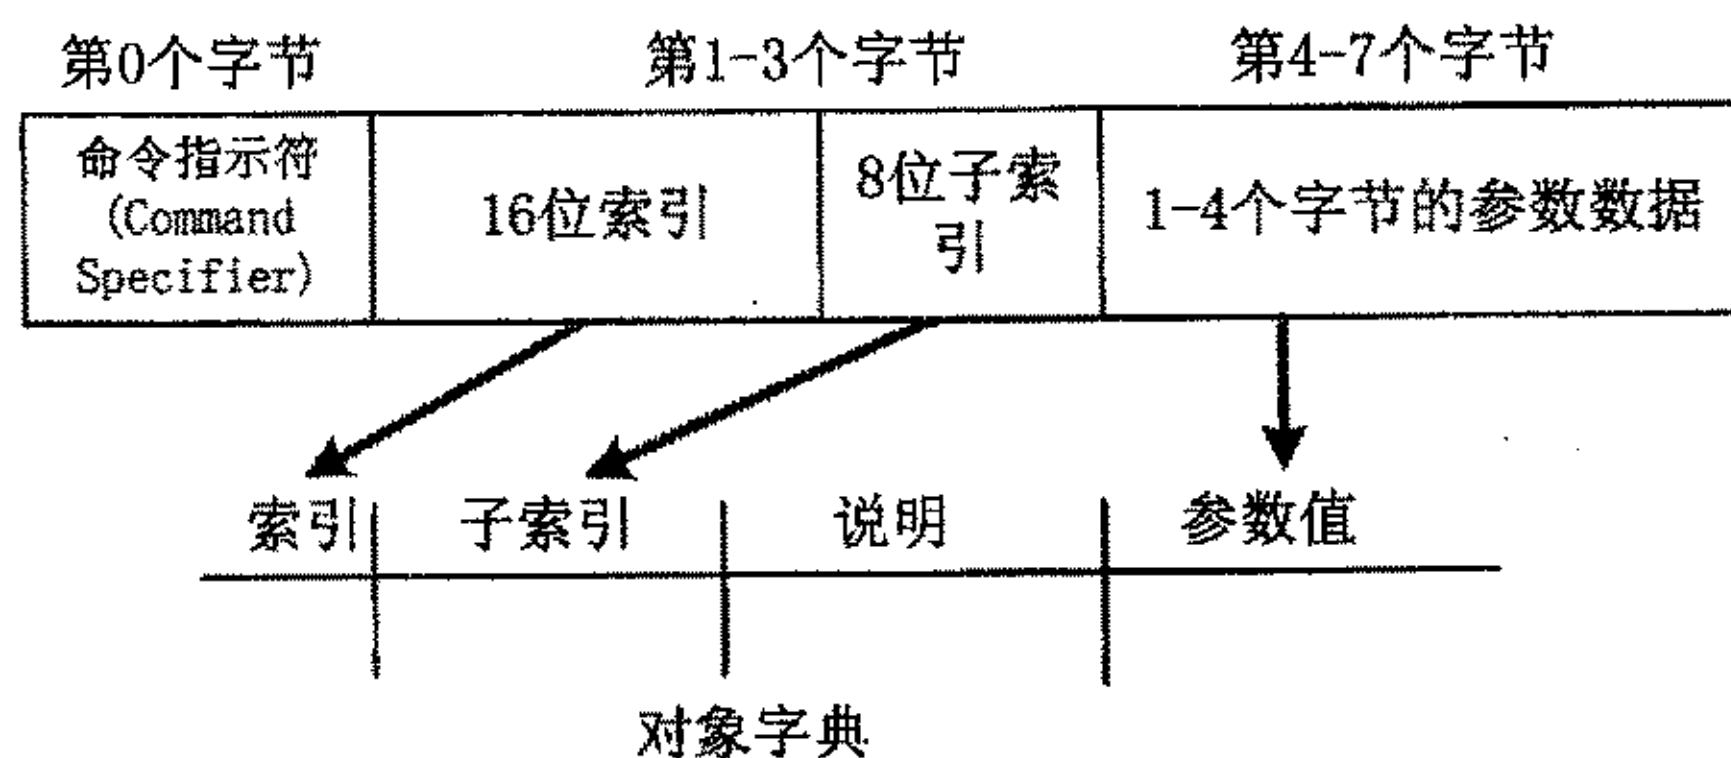 第0个字节 第1-3个字节 第4-7个字节
命令指示符
(Command
Specifier)
16位索引
8位子索
引
1-4个字节的参数数据
索引 子索引 说明 参数值
对象字典